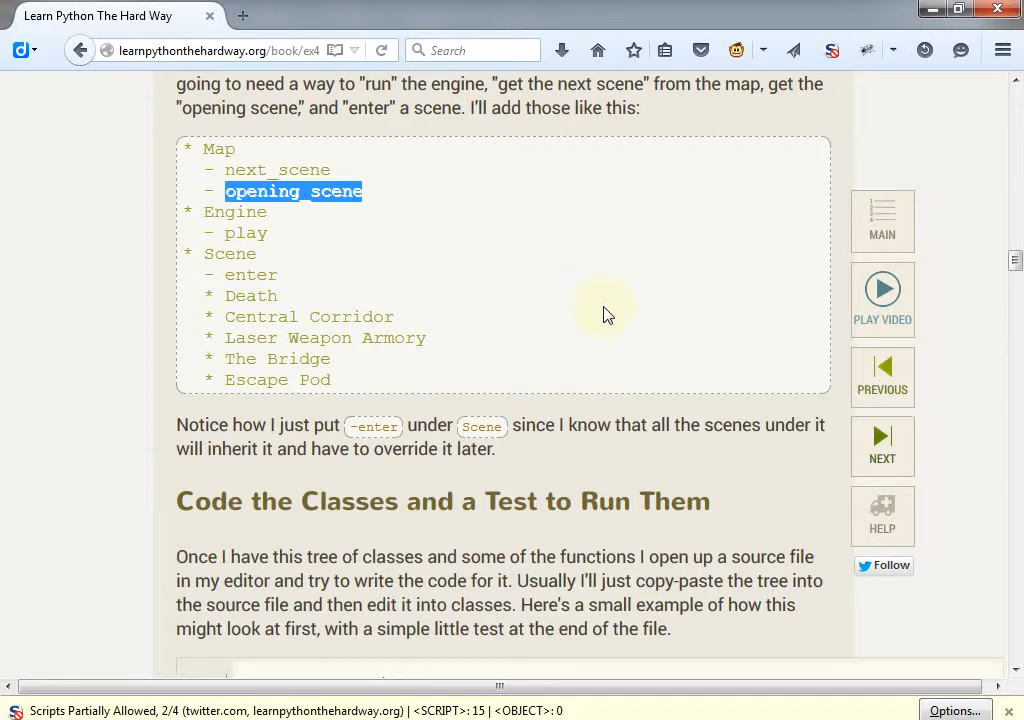 Learn Python The Hard Way
learnpythonthehardway.org/book/ex4
Search
going to need a way to "run" the engine, "get the next scene" from the map, get the
"opening scene," and "enter" a scene. I'll add those like this:
* Map
- next_scene
- opening_scene
* Engine
- play
* Scene
- enter
* Death
* Central Corridor
* Laser Weapon Armory
* The Bridge
* Escape Pod
Notice how I just put -enter under Scene since I know that all the scenes under it
will inherit it and have to override it later.
Code the Classes and a Test to Run Them
Once I have this tree of classes and some of the functions I open up a source file
in my editor and try to write the code for it. Usually I'll just copy-paste the tree into
the source file and then edit it into classes. Here's a small example of how this
might look at first, with a simple little test at the end of the file.
MAIN
PLAY VIDEO
PREVIOUS
NEXT
HELP
Follow
Scripts Partially Allowed, 2/4 (twitter.com, learnpythonthehardway.org) | <SCRIPT>: 15 | <OBJECT>: 0
Options...